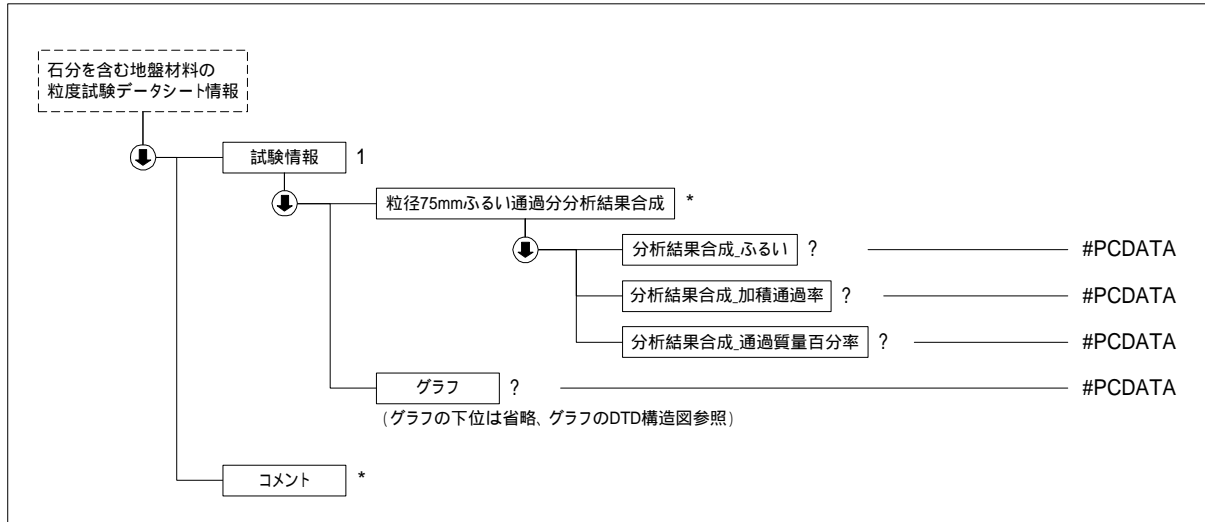 石分を含む地盤材料の
粒度試験データシート情報
試験情報 1
粒径75mmふるい通過分分析結果合成 *
分析結果合成_ふるい ? #PCDATA
分析結果合成_加積通過率 ? #PCDATA
分析結果合成_通過質量百分率 ? #PCDATA
グラフ ? #PCDATA
(グラフの下位は省略、グラフのDTD構造図参照)
コメント *